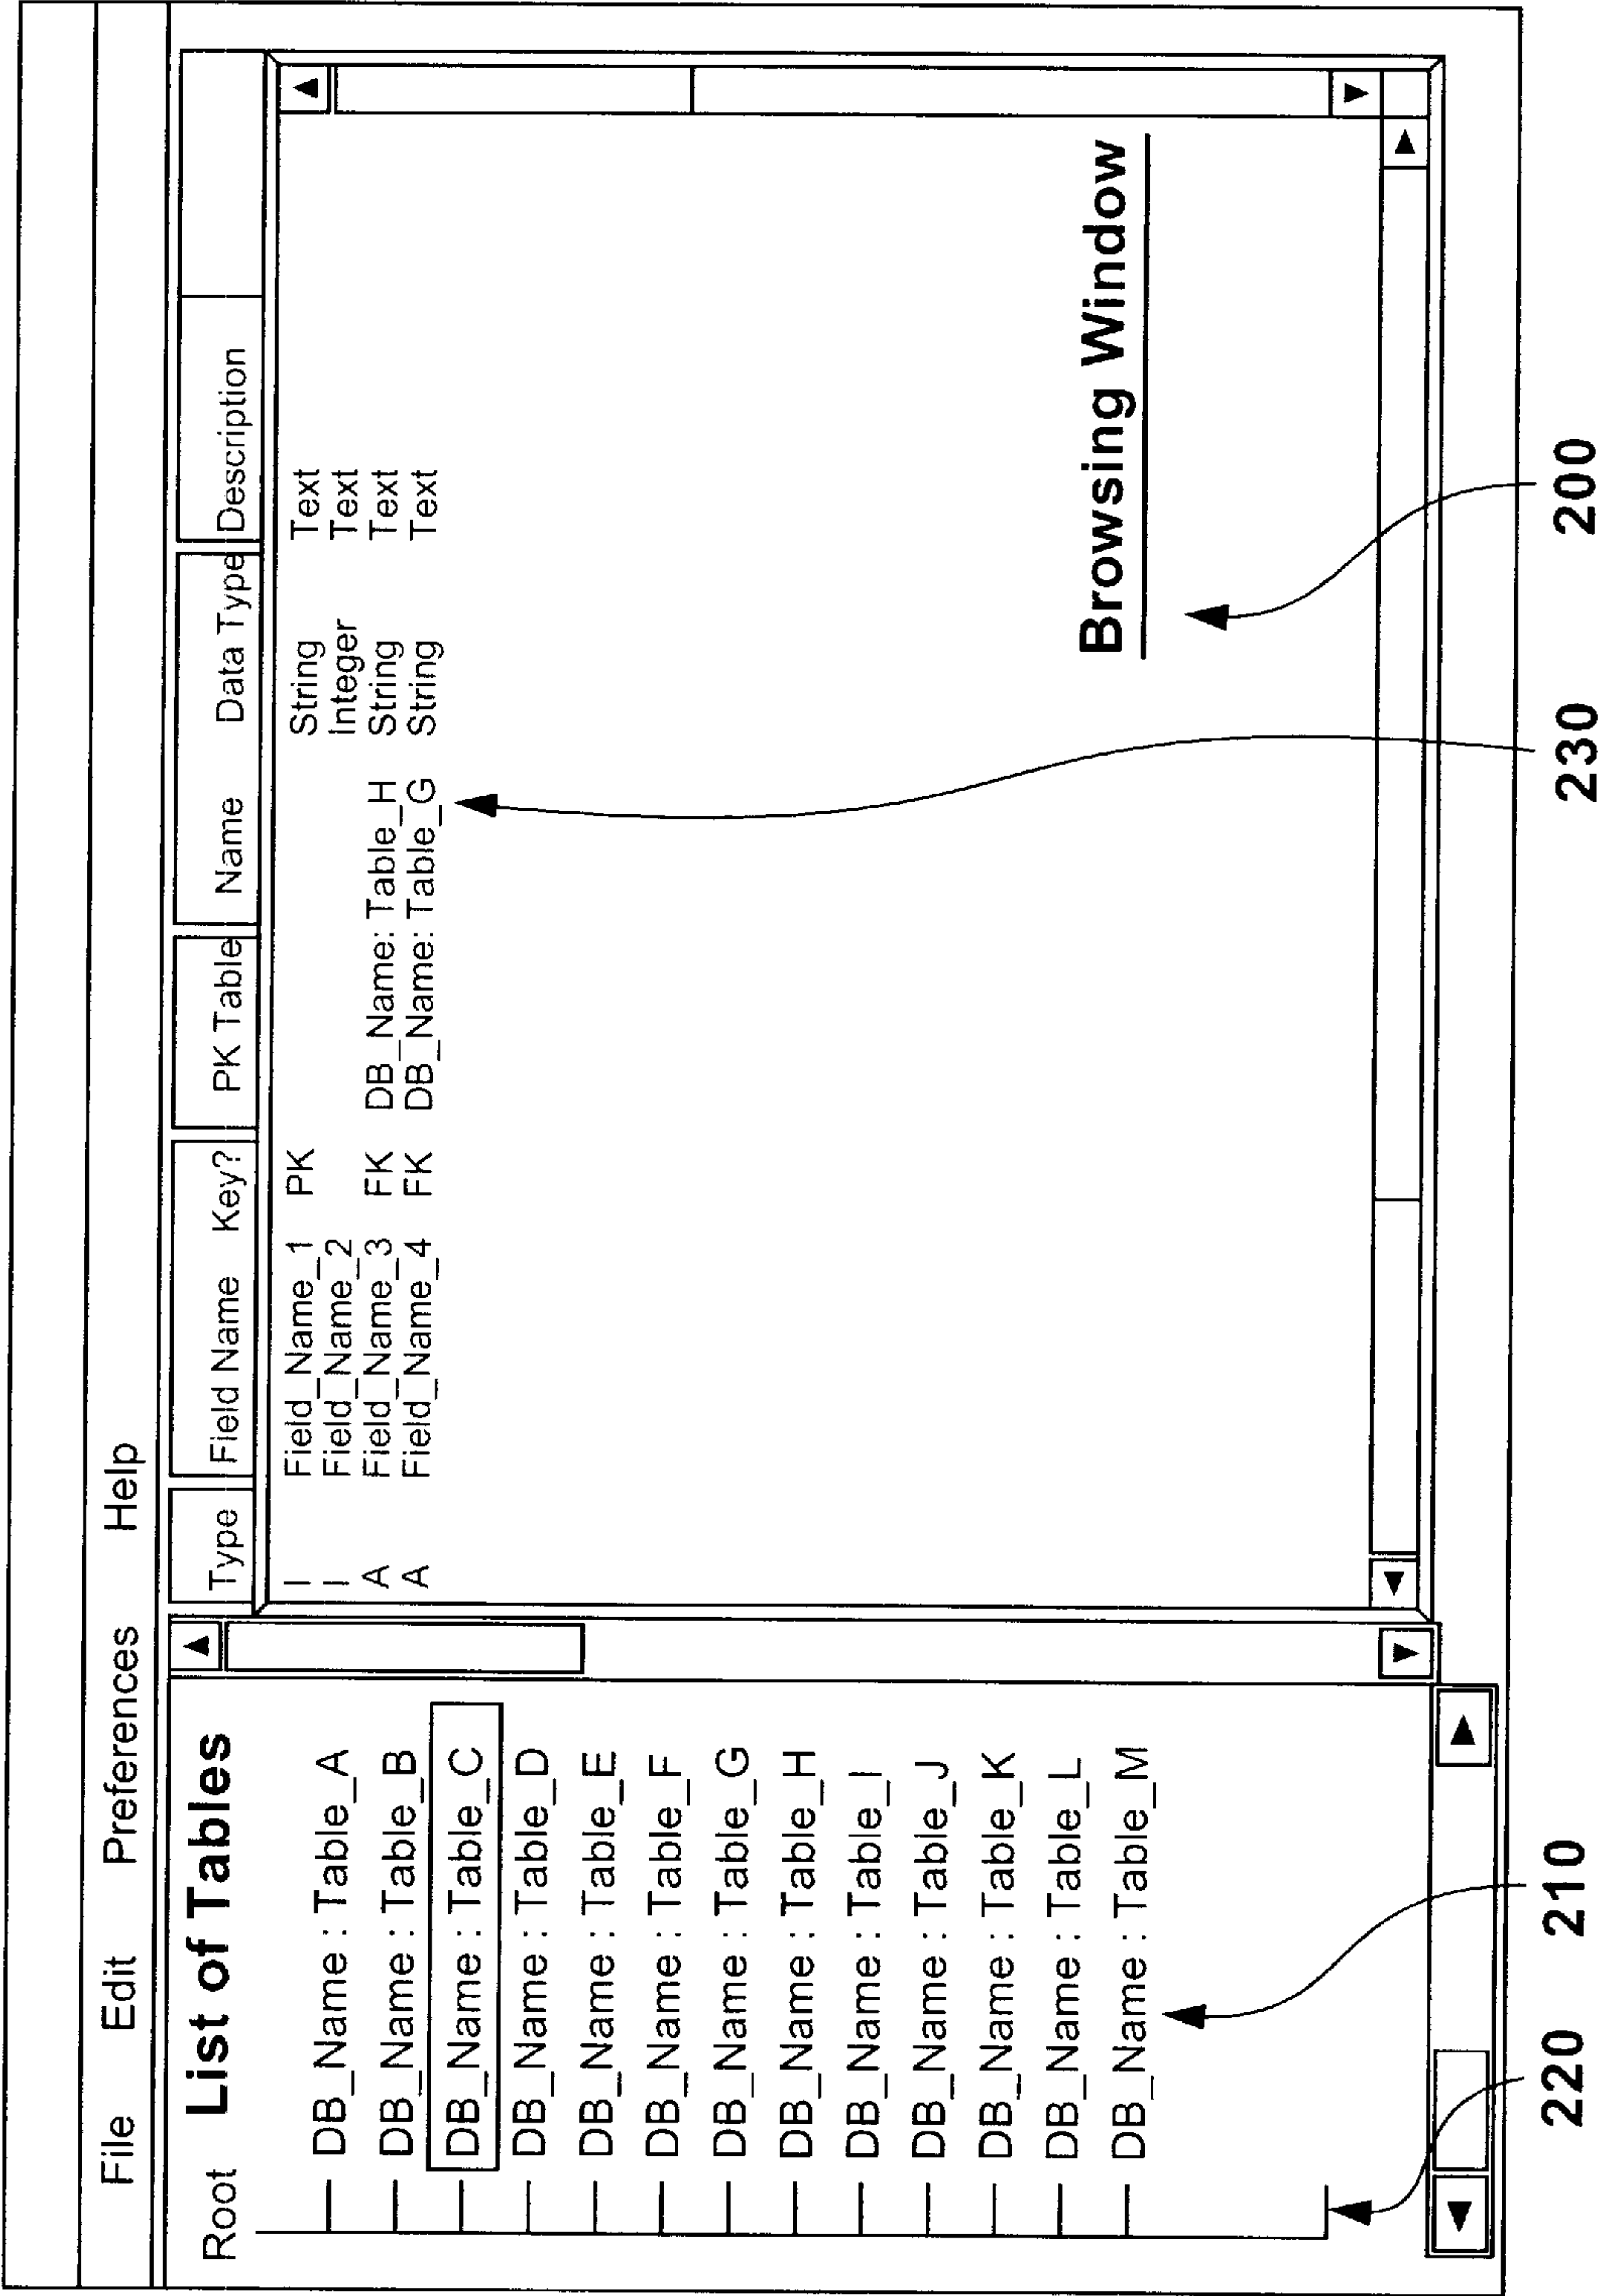 File Edit Preferences Help
Root List of Tables
DB_Name : Table_A
DB_Name : Table_B
DB_Name : Table_C
DB_Name : Table_D
DB_Name : Table_E
DB_Name : Table_F
DB_Name : Table_G
DB_Name : Table_H
DB_Name : Table_I
DB_Name : Table_J
DB_Name : Table_K
DB_Name : Table_L
DB_Name : Table_M
Type Field Name Key? PK Table Name Data Type Description
I Field_Name_1 PK String Text
I Field_Name_2 Integer Text
A Field_Name_3 FK DB_Name: Table_H String Text
A Field_Name_4 FK DB_Name: Table_G String Text
Browsing Window
220 210 230 200